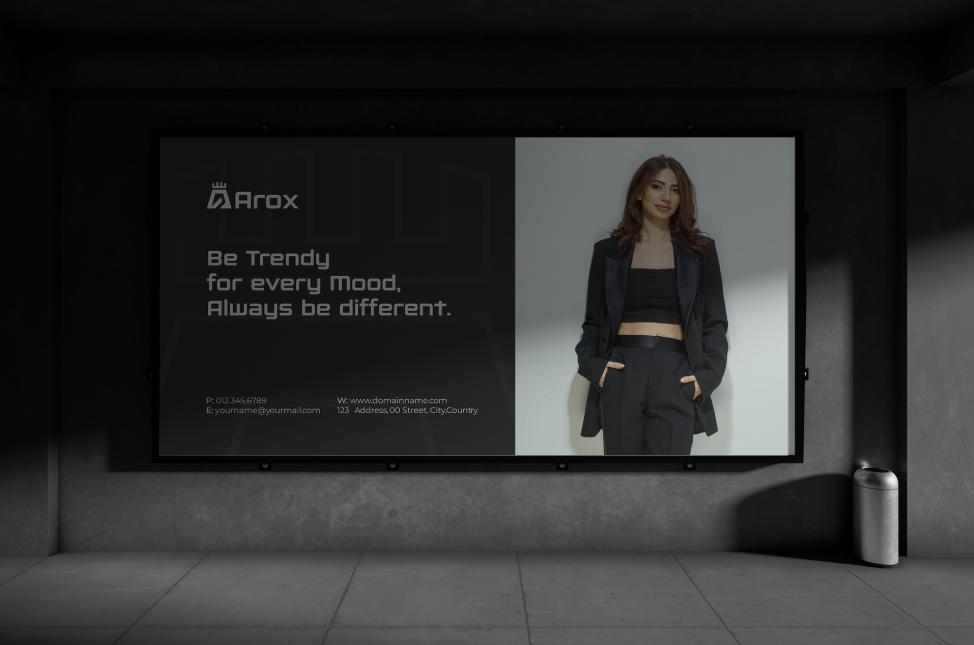 Arox
Be Trendy
for every Mood,
Always be different.
P: 012.345.6789
E: yourname@yourmail.com
W: www.domainname.com
123 Address,00 Street, City,Country